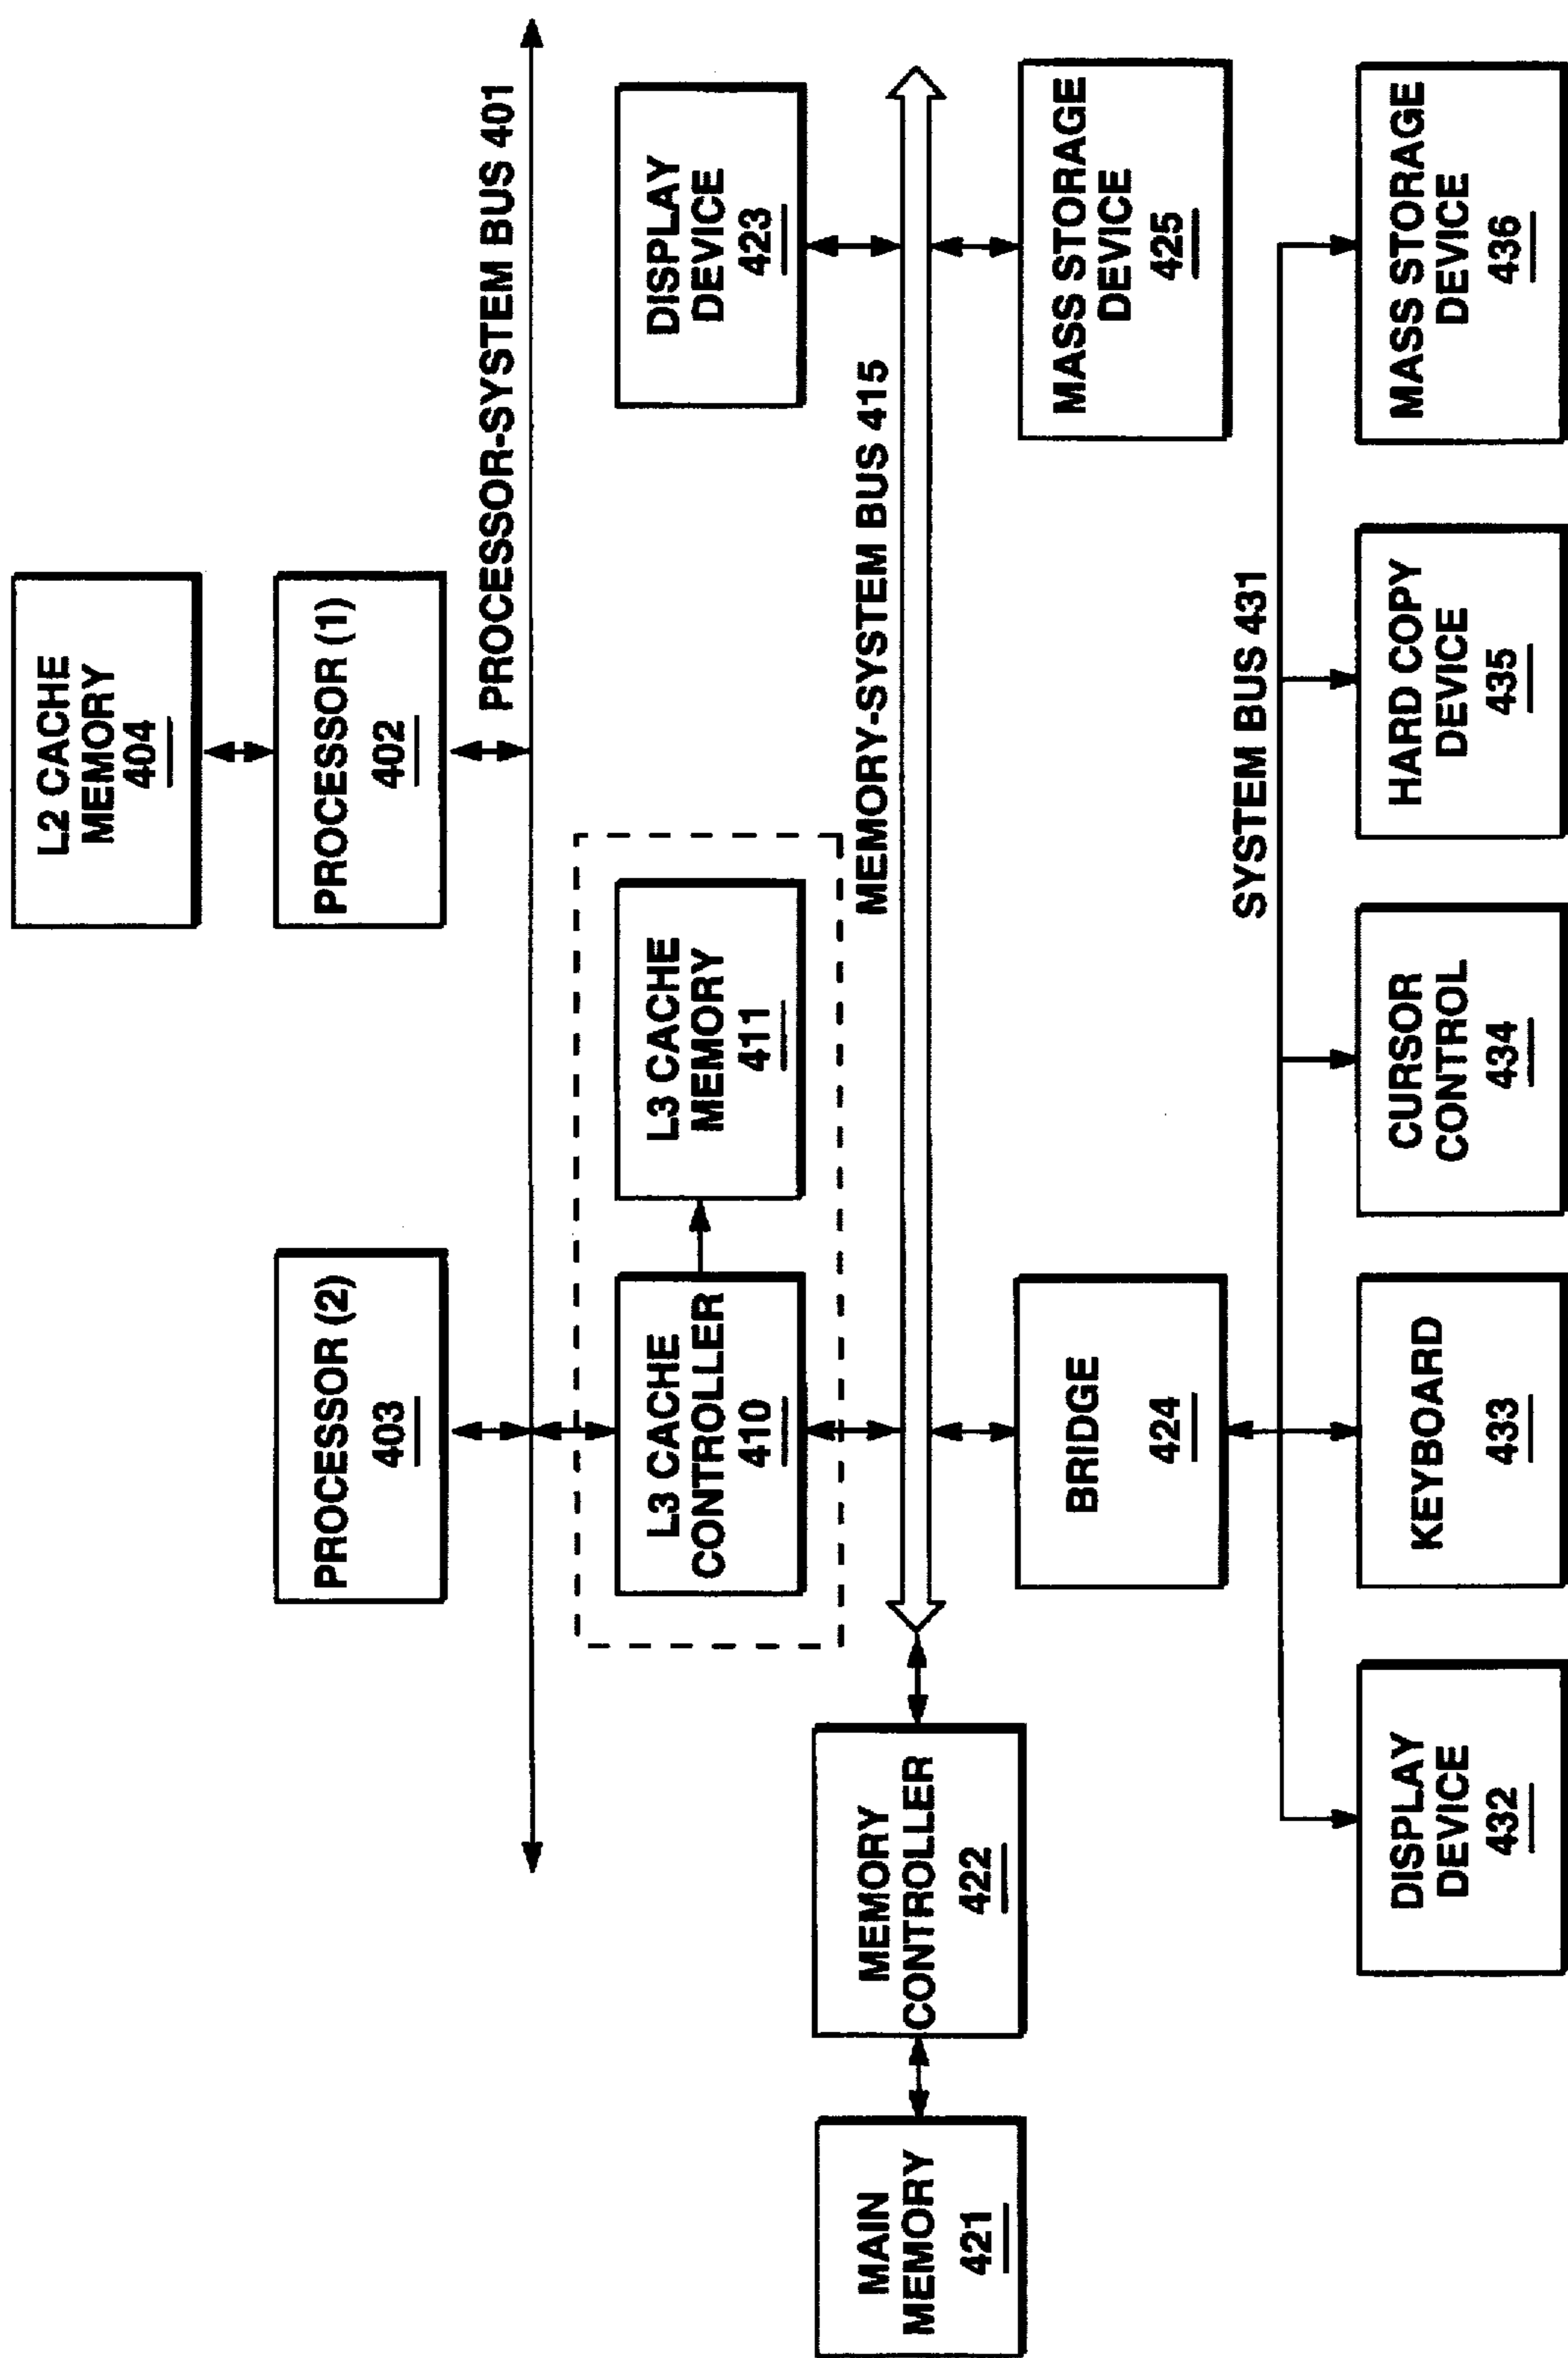 L2 CACHE
MEMORY
404
PROCESSOR (2)
403
PROCESSOR (1)
402
PROCESSOR-SYSTEM BUS 401
L3 CACHE
CONTROLLER
410
L3 CACHE
MEMORY
411
DISPLAY
DEVICE
423
MEMORY-SYSTEM BUS 415
MAIN
MEMORY
421
MEMORY
CONTROLLER
422
BRIDGE
424
MASS STORAGE
DEVICE
425
SYSTEM BUS 431
DISPLAY
DEVICE
432
KEYBOARD
433
CURSOR
CONTROL
434
HARD COPY
DEVICE
435
MASS STORAGE
DEVICE
436